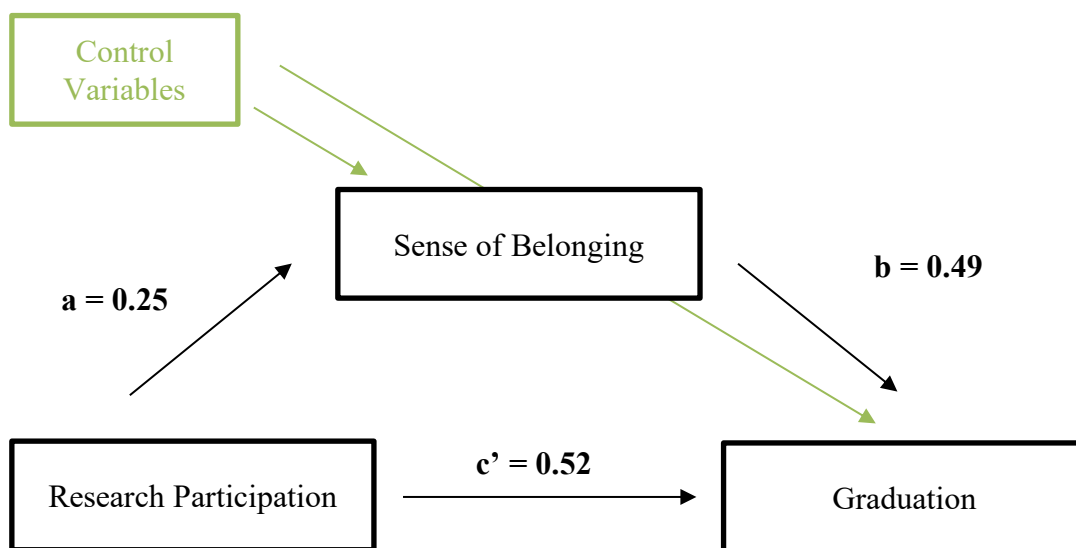 Control
Variables
Sense of Belonging
b = 0.49
a = 0.25
c’ = 0.52
Research Participation
Graduation